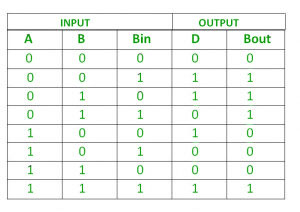 INPUT OUTPUT
A B Bin D Bout
0 0 0 0 0
0 0 1 1 1
0 1 0 1 1
0 1 1 0 1
1 0 0 1 0
1 0 1 0 0
1 1 0 0 0
1 1 1 1 1